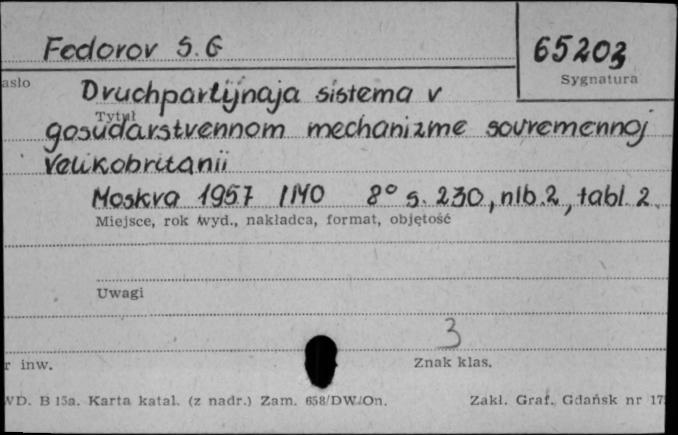 Fedorov S. G
65203
asło
Sygnatura
Druchpartijnaja sistema v
Tytuł
gosudarstvennom mechanizme sovremennoj
Velikobritanii
Moskva 1957 IMO 8° s. 230, nlb. 2, tabl. 2.
Miejsce, rok wyd., nakładca, format, objętość
Uwagi
3
r inw.
Znak klas.
WD. B 15a. Karta katal. (z nadr.) Zam. 658/DW/On.
Zakł. Graf. Gdańsk nr 17